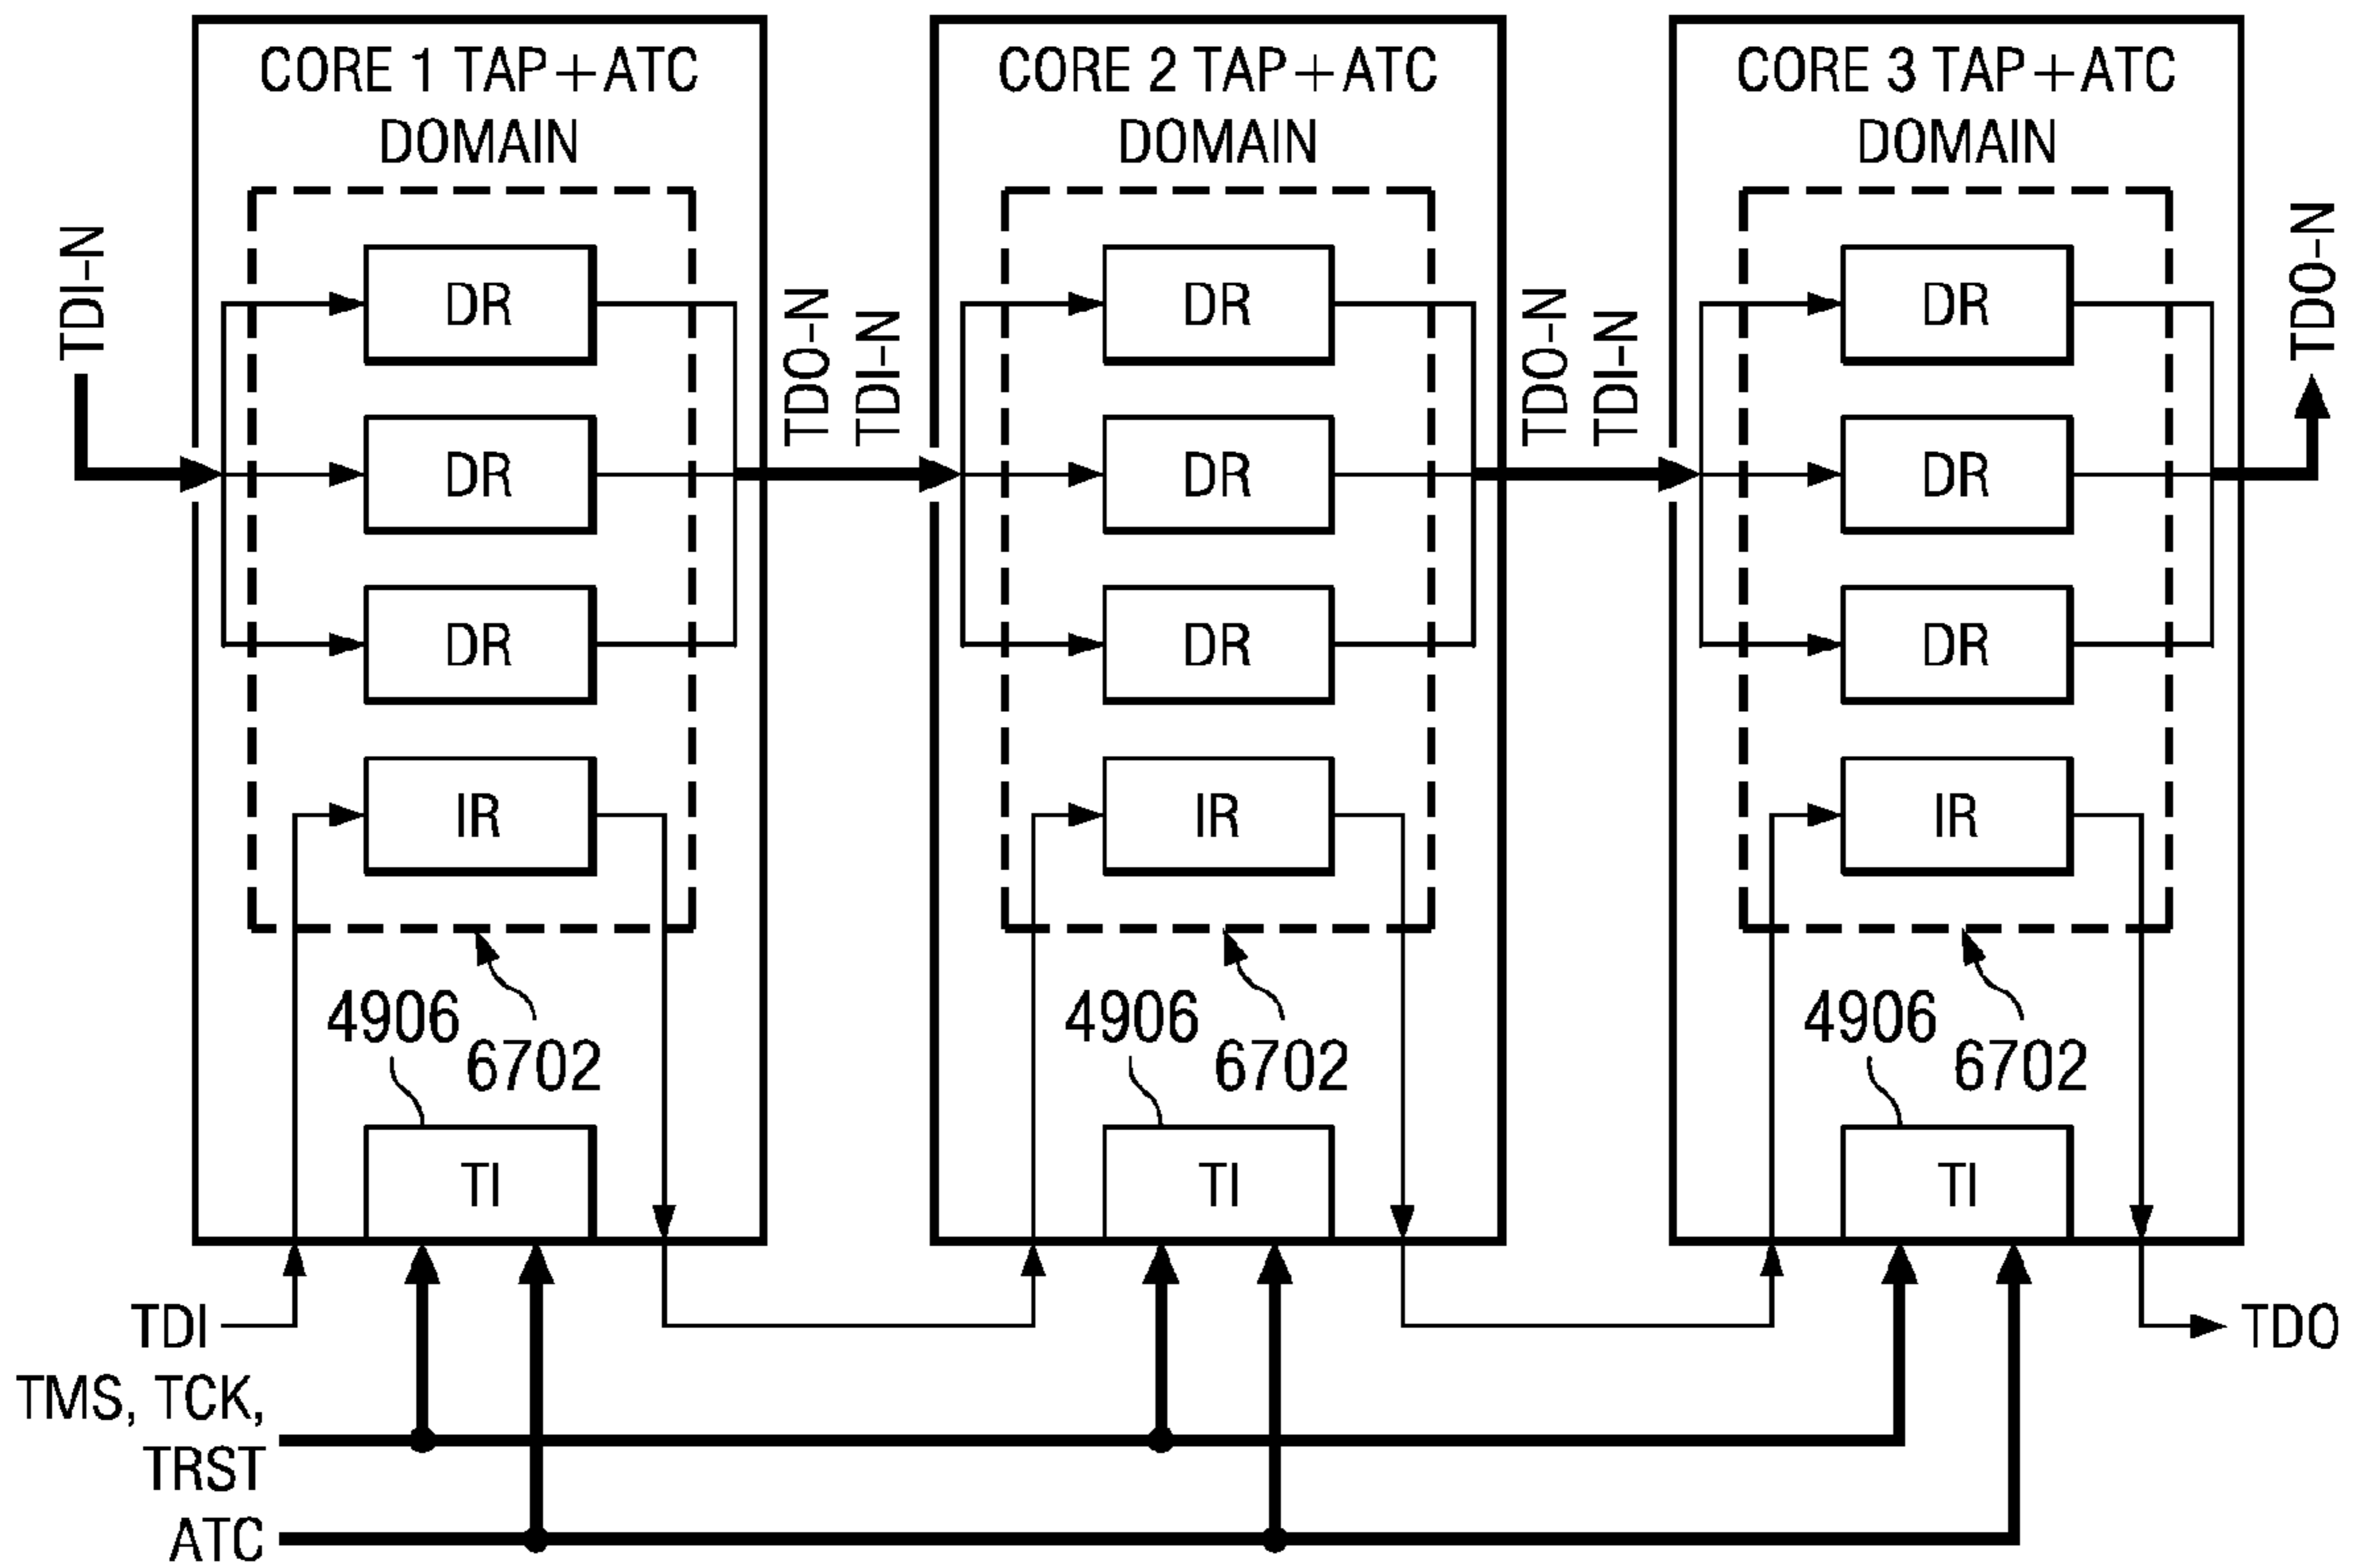 CORE 1 TAP+ATC
DOMAIN
CORE 2 TAP+ATC
DOMAIN
CORE 3 TAP+ATC
DOMAIN
TDI-N
TDO-N
TDI-N
TDO-N
TDI-N
TDO-N
DR
DR
DR
DR
DR
DR
DR
DR
DR
IR
IR
IR
4906
6702
4906
6702
4906
6702
TI
TI
TI
TDI
TDO
TMS, TCK,
TRST
ATC